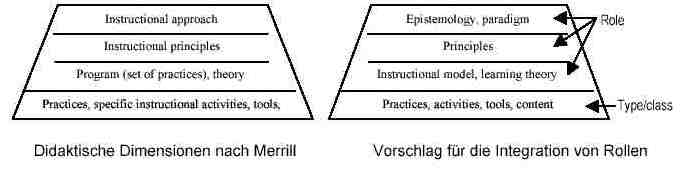 Instructional approach
Instructional principles
Program (set of practices), theory
Practices, specific instructional activities, tools,
Didaktische Dimensionen nach Merrill
Epistemology, paradigm
Principles
Instructional model, learning theory
Practices, activities, tools, content
Role
Type/class
Vorschlag für die Integration von Rollen